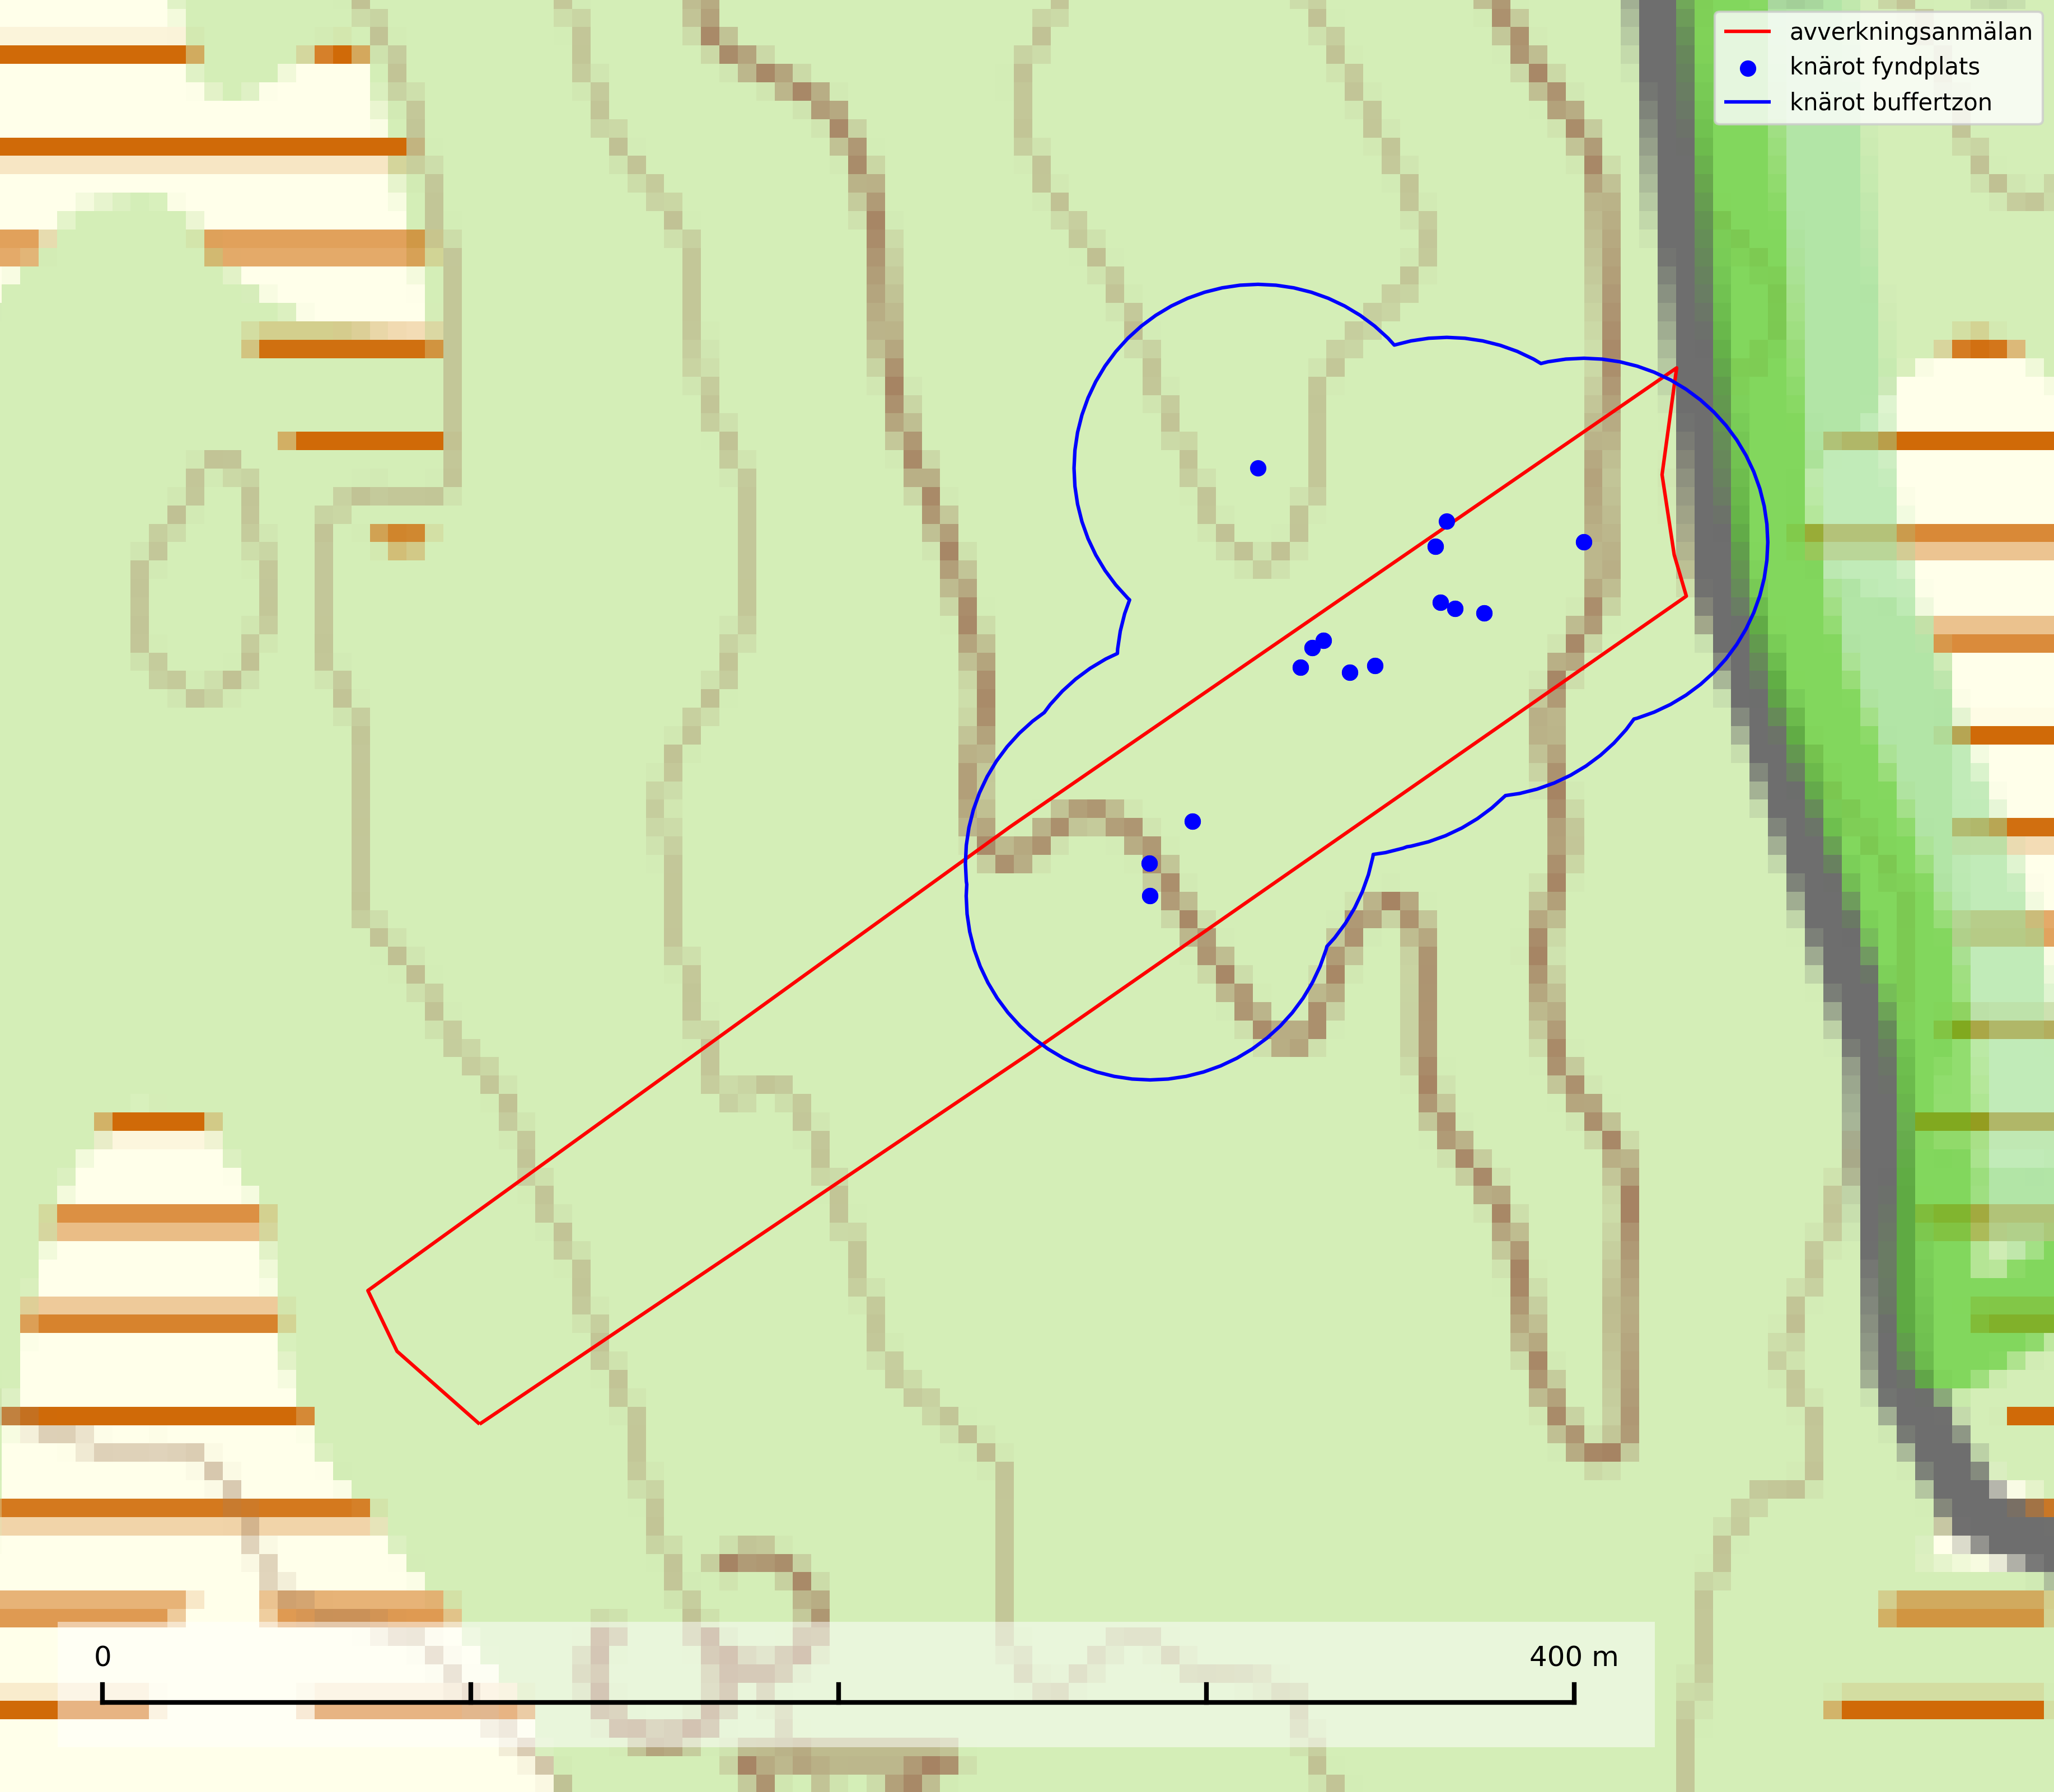 avverkningsanmälan
knärot fyndplats
knärot buffertzon
0
400 m